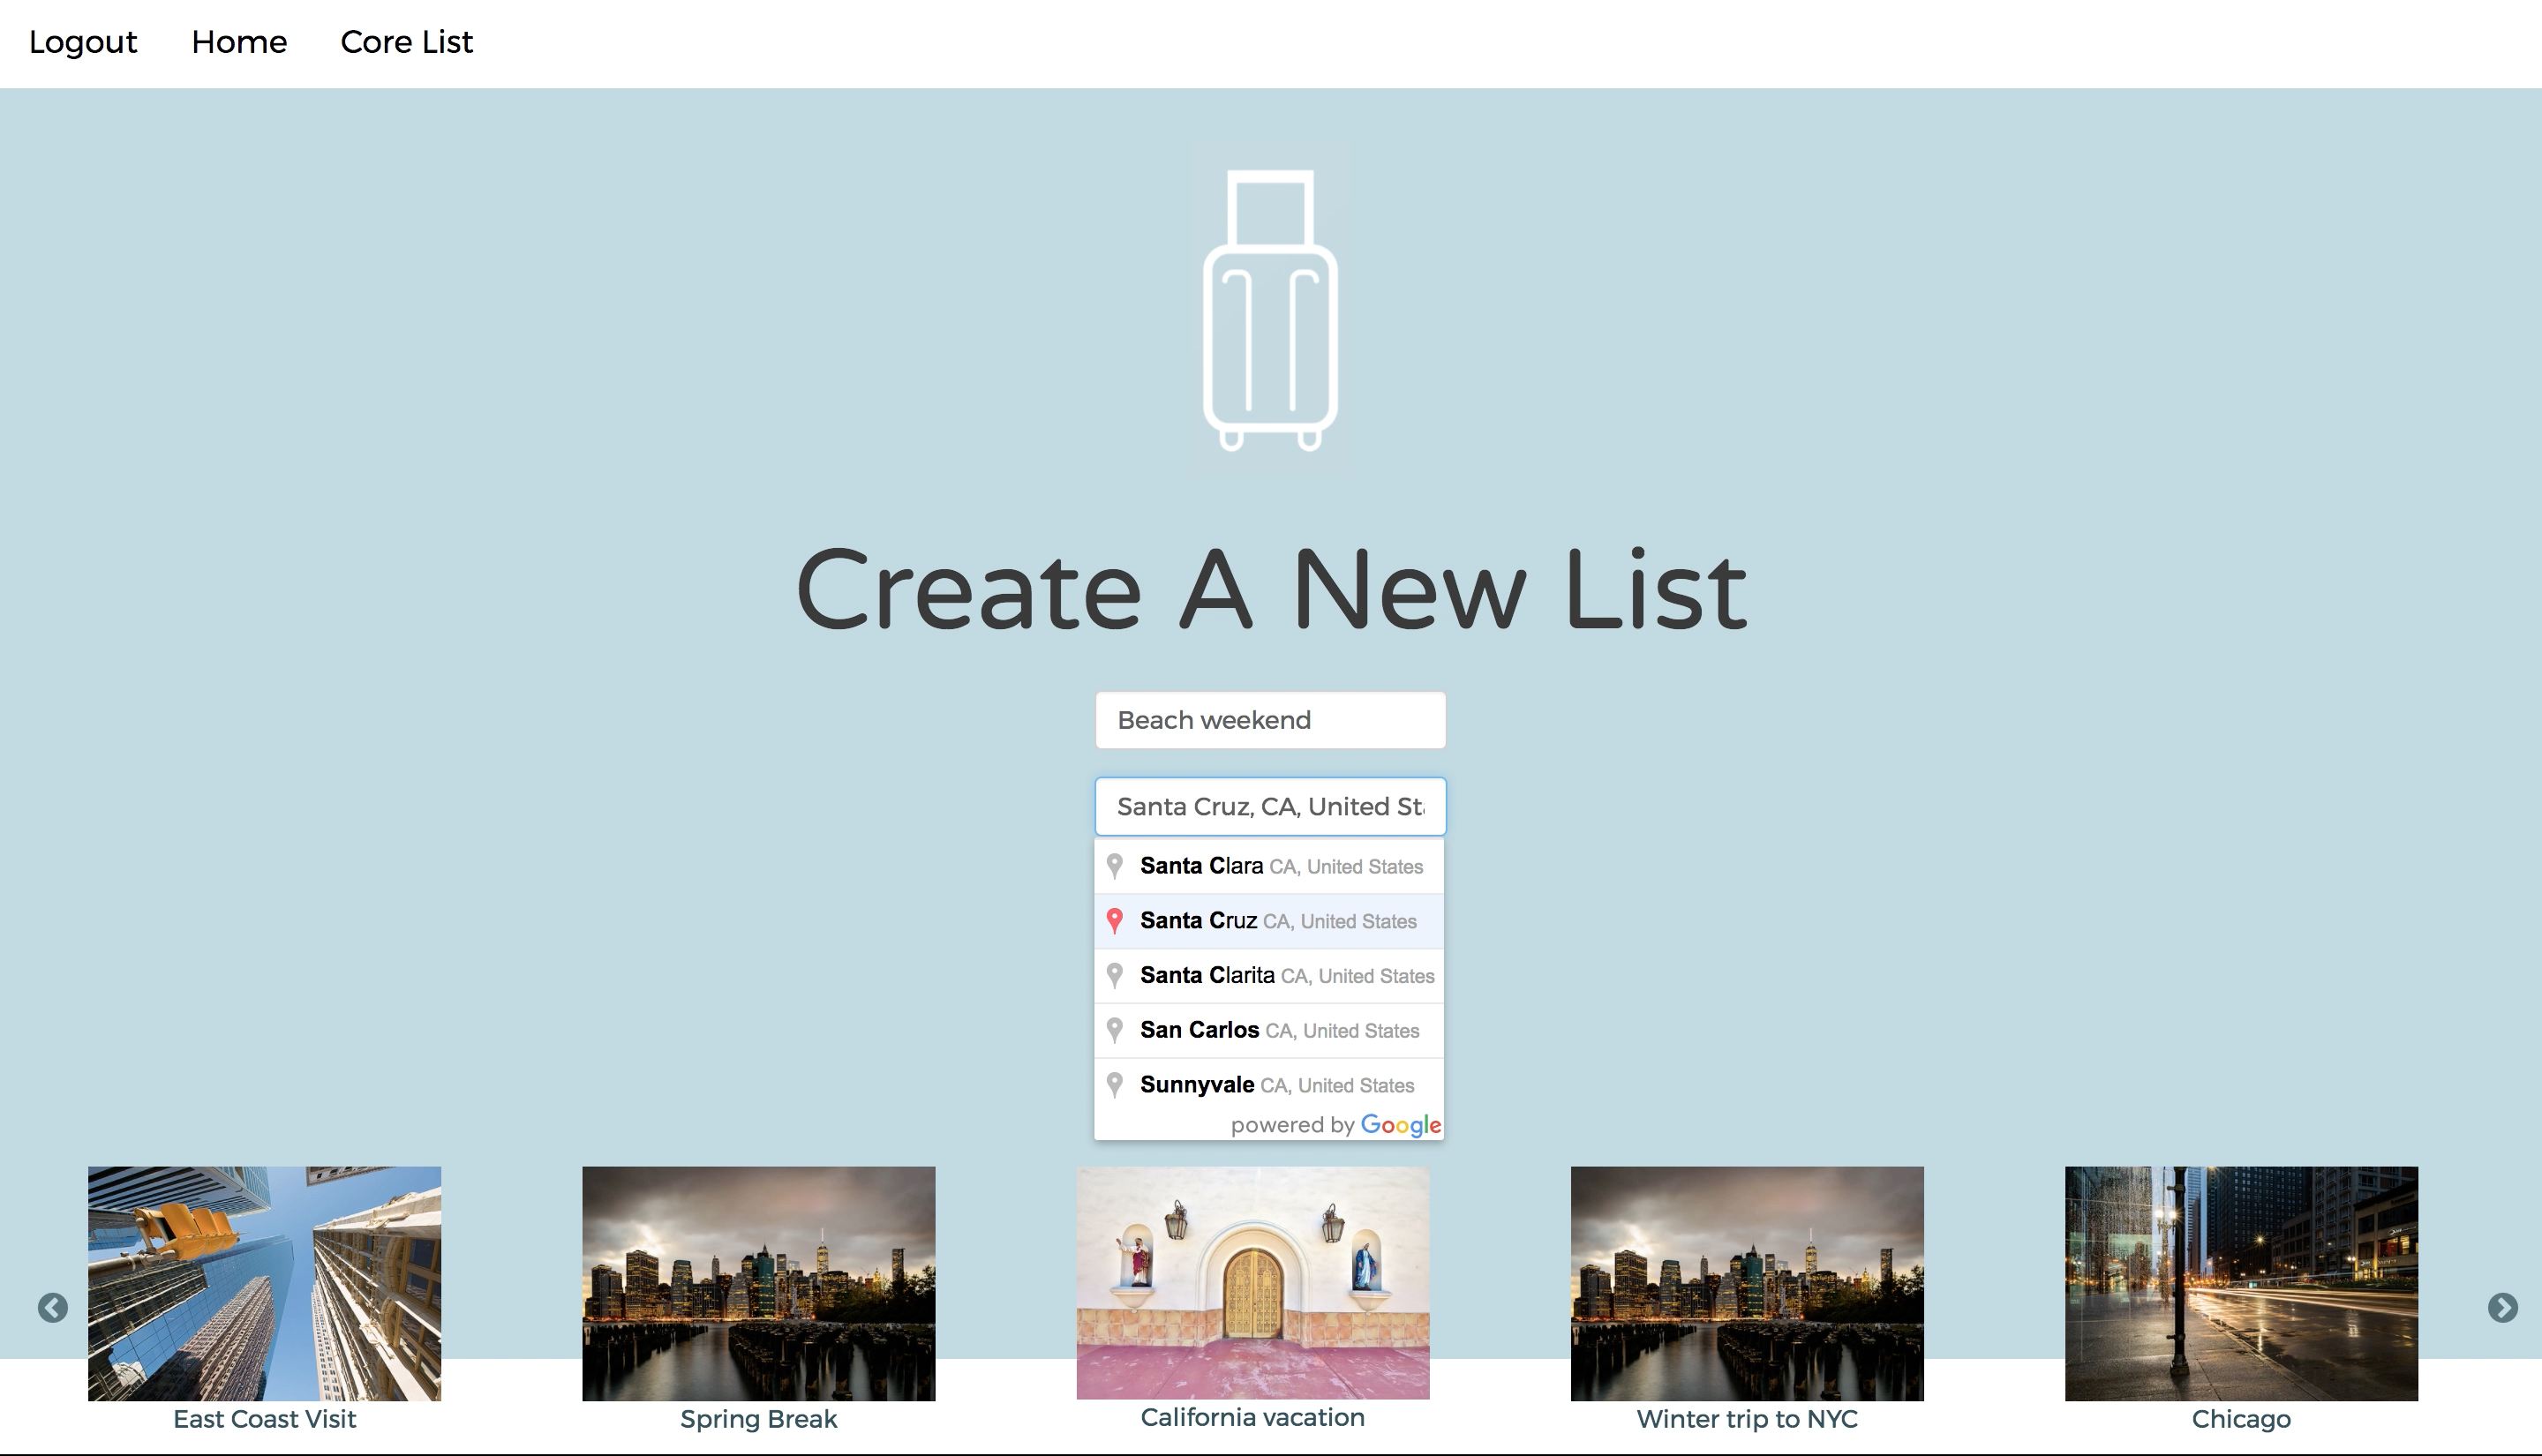 Logout Home Core List
Create A New List
Beach weekend
Santa Cruz, CA, United St
Santa Clara CA, United States
Santa Cruz CA, United States
Santa Clarita CA, United States
San Carlos CA, United States
Sunnyvale CA, United States
powered by Google
East Coast Visit
Spring Break
California vacation
Winter trip to NYC
Chicago